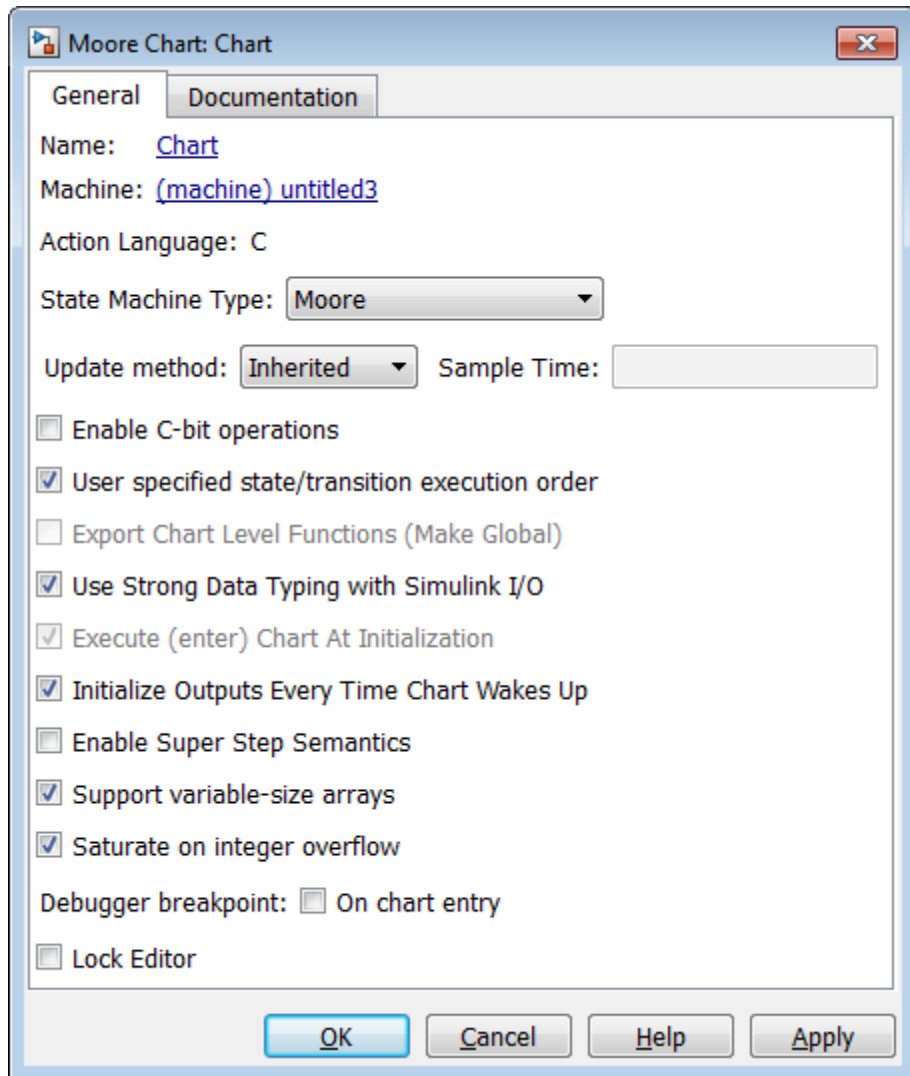 Moore Chart: Chart
General Documentation
Name: Chart
Machine: (machine) untitled3
Action Language: C
State Machine Type: Moore
Update method: Inherited Sample Time:
Enable C-bit operations
User specified state/transition execution order
Export Chart Level Functions (Make Global)
Use Strong Data Typing with Simulink I/O
Execute (enter) Chart At Initialization
Initialize Outputs Every Time Chart Wakes Up
Enable Super Step Semantics
Support variable-size arrays
Saturate on integer overflow
Debugger breakpoint: On chart entry
Lock Editor
OK Cancel Help Apply